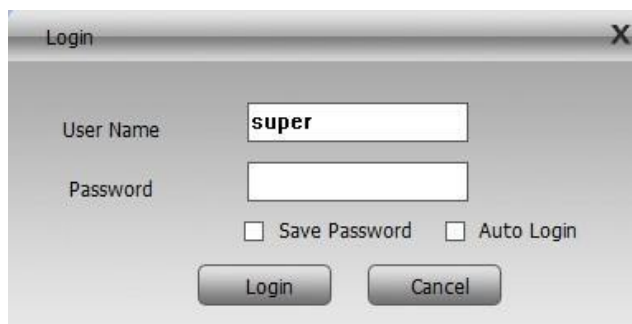 Login X
User Name super
Password
Save Password Auto Login
Login Cancel